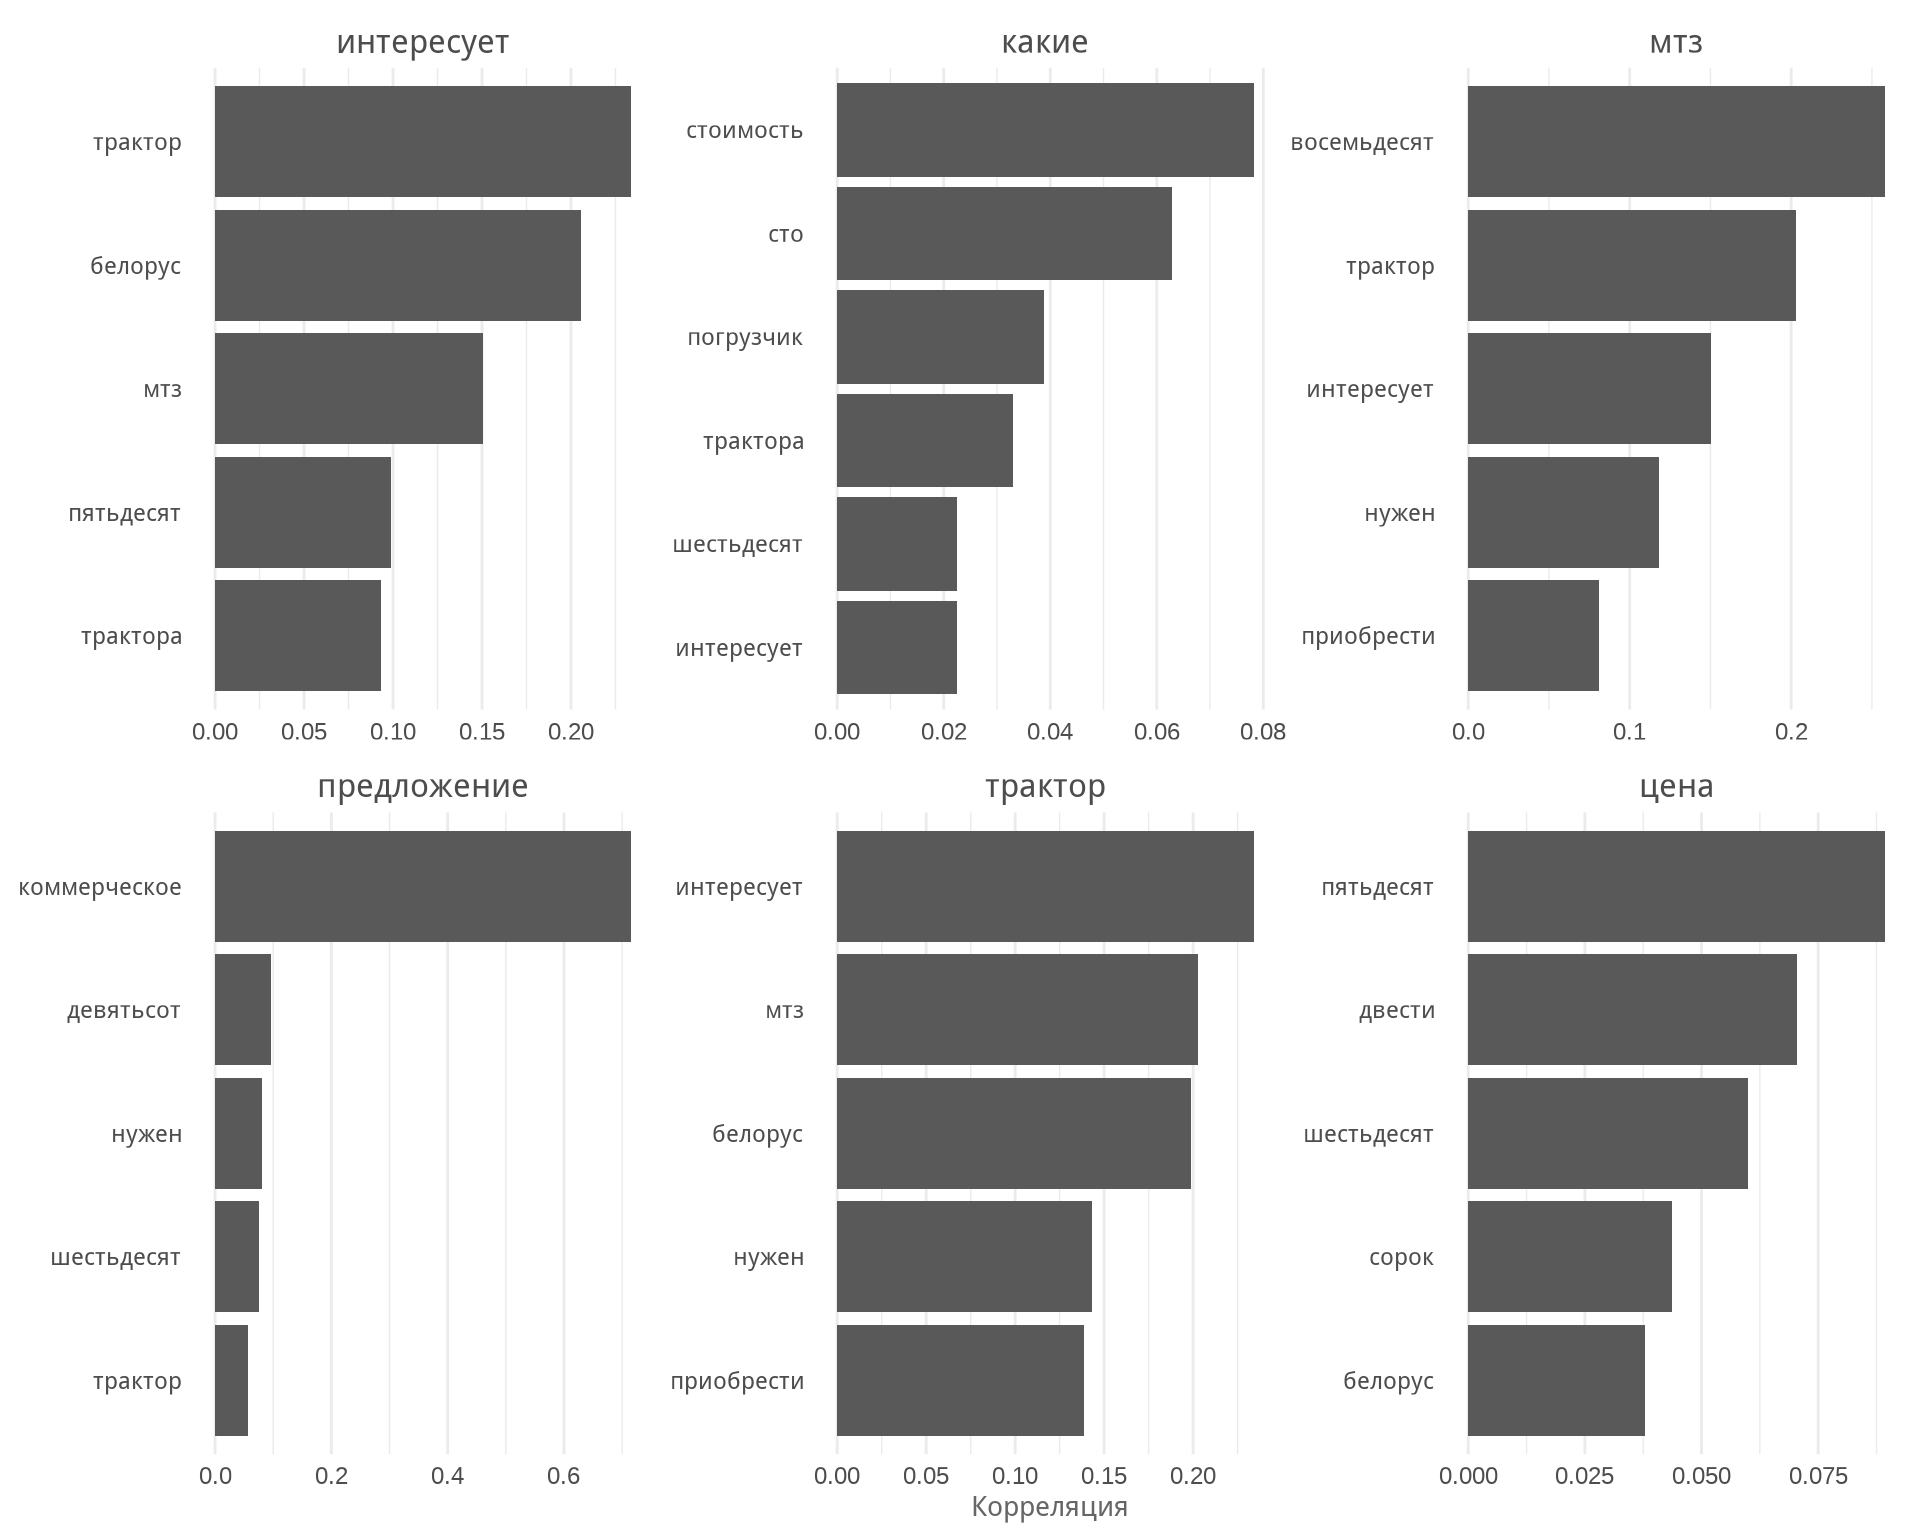 интересует
трактор
белорус
мтз
пятьдесят
трактора
0.00 0.05 0.10 0.15 0.20
какие
стоимость
сто
погрузчик
трактора
шестьдесят
интересует
0.00 0.02 0.04 0.06 0.08
мтз
восемьдесят
трактор
интересует
нужен
приобрести
0.0 0.1 0.2
предложение
коммерческое
девятьсот
нужен
шестьдесят
трактор
0.0 0.2 0.4 0.6
трактор
интересует
мтз
белорус
нужен
приобрести
0.00 0.05 0.10 0.15 0.20
цена
пятьдесят
двести
шестьдесят
сорок
белорус
0.000 0.025 0.050 0.075
Корреляция